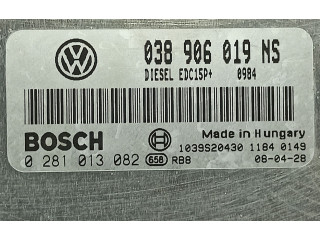 038 906 019 NS
DIESEL EDC15P+ 0984
BOSCH
Made in Hungary
1039S20430 1184 0149
0 281 013 082 658 RB8 08-04-28